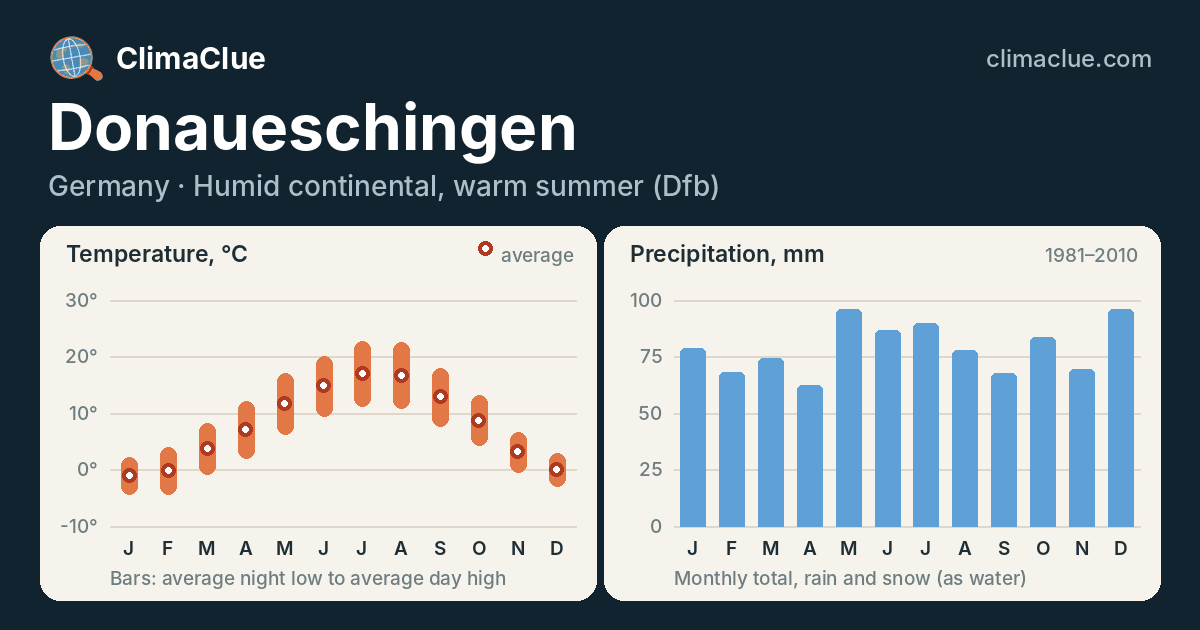 ClimaClue
climaclue.com
Donaueschingen
Germany · Humid continental, warm summer (Dfb)
Temperature, °C
average
30°
20°
10°
0°
-10°
J F M A M J J A S O N D
Bars: average night low to average day high
Precipitation, mm
1981–2010
100
75
50
25
0
J F M A M J J A S O N D
Monthly total, rain and snow (as water)